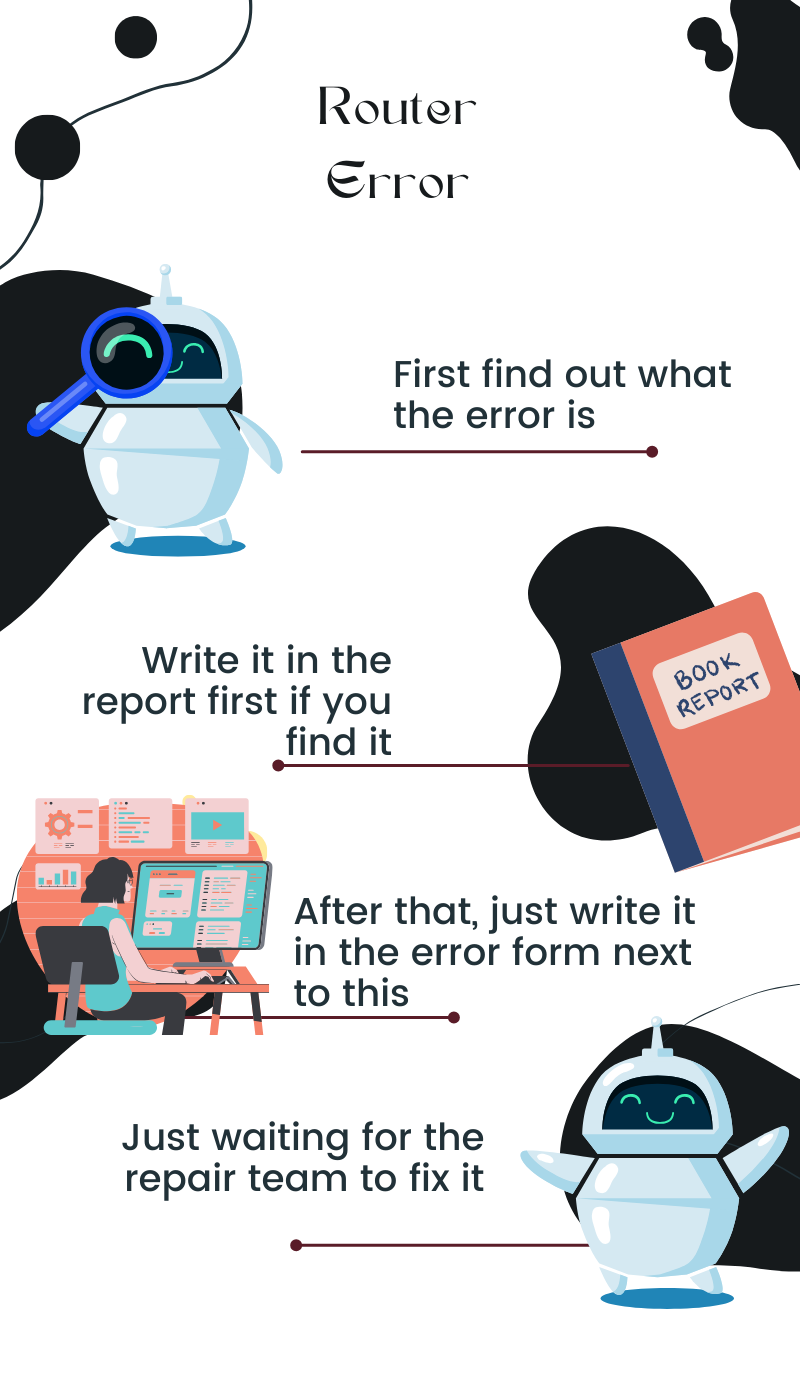 Router
Error
First find out what
the error is
Write it in the
report first if you
find it
BOOK
REPORT
After that, just write it
in the error form next
to this
Just waiting for the
repair team to fix it